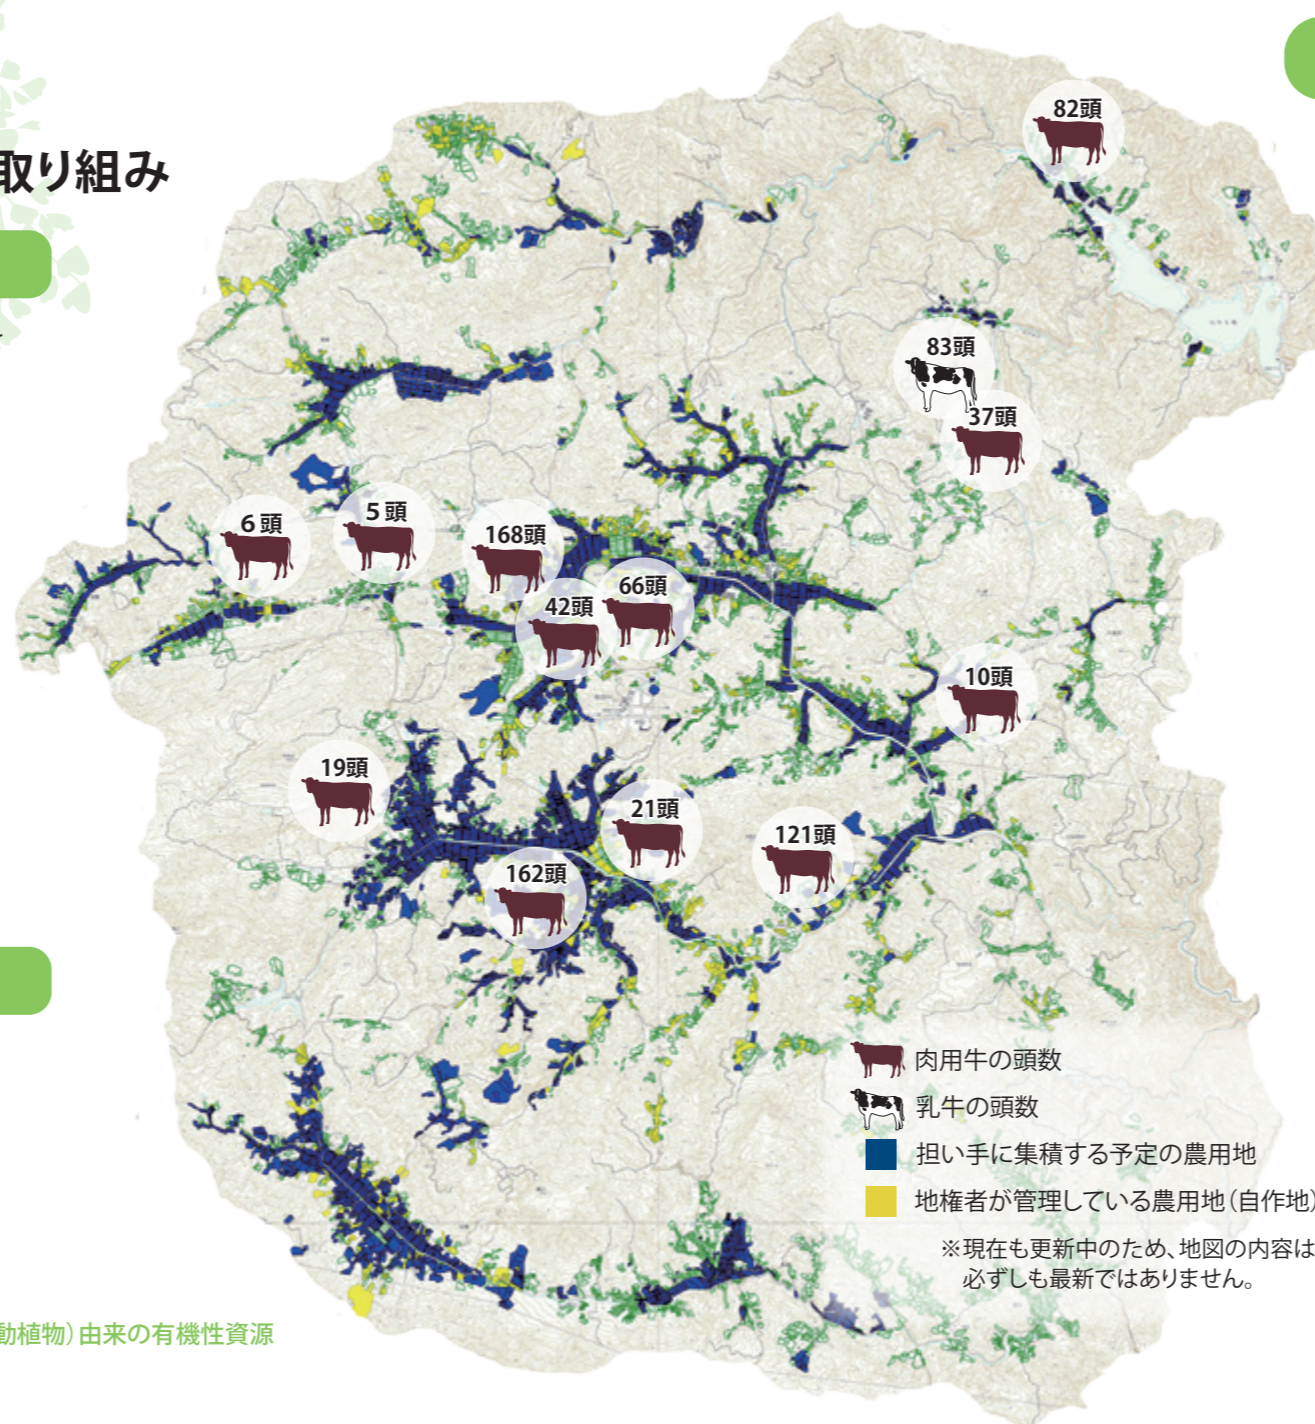 取り組み
82頭
83頭
37頭
6頭
5頭
168頭
42頭
66頭
10頭
19頭
21頭
121頭
162頭
肉用牛の頭数
乳牛の頭数
担い手に集積する予定の農用地
地権者が管理している農用地(自作地)
※現在も更新中のため、地図の内容は
必ずしも最新ではありません。
動植物)由来の有機性資源